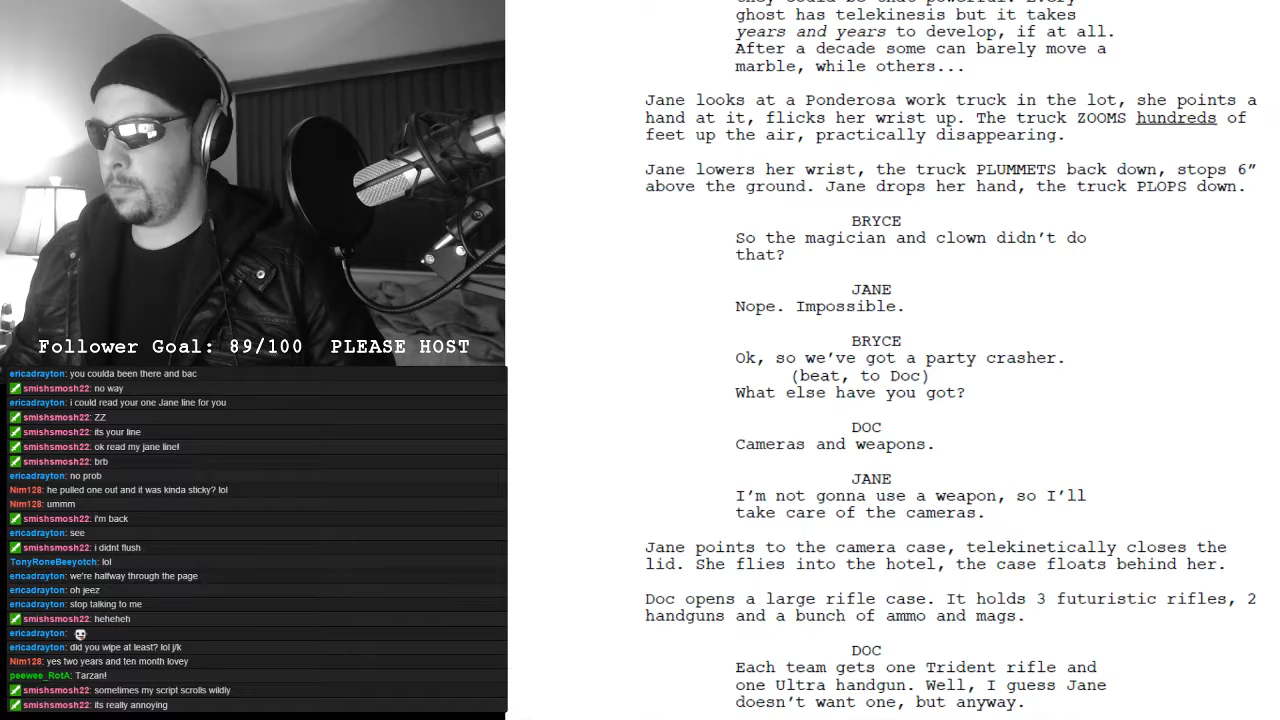 Follower Goal: 89/100 PLEASE HOST
ericadrayton: you coulda been there and bac
smishsmosh22: no way
ericadrayton: i could read your one Jane line for you
smishsmosh22: ZZ
smishsmosh22: its your line
smishsmosh22: ok read my jane line!
smishsmosh22: brb
ericadrayton: no prob
Nim128: he pulled one out and it was kinda sticky? lol
Nim128: ummm
smishsmosh22: i'm back
ericadrayton: see
smishsmosh22: i didnt flush
TonyRoneBeeyotch: lol
ericadrayton: we're halfway through the page
ericadrayton: oh jeez
ericadrayton: stop talking to me
smishsmosh22: heheheh
ericadrayton:
ericadrayton: did you wipe at least? lol j/k
Nim128: yes two years and ten month lovey
peewee_RotA: Tarzan!
smishsmosh22: sometimes my script scrolls wildly
smishsmosh22: its really annoying
they could be that powerful. Every
ghost has telekinesis but it takes
years and years to develop, if at all.
After a decade some can barely move a
marble, while others...
Jane looks at a Ponderosa work truck in the lot, she points a
hand at it, flicks her wrist up. The truck ZOOMS hundreds of
feet up the air, practically disappearing.
Jane lowers her wrist, the truck PLUMMETS back down, stops 6”
above the ground. Jane drops her hand, the truck PLOPS down.
BRYCE
So the magician and clown didn’t do
that?
JANE
Nope. Impossible.
BRYCE
Ok, so we’ve got a party crasher.
(beat, to Doc)
What else have you got?
DOC
Cameras and weapons.
JANE
I’m not gonna use a weapon, so I’ll
take care of the cameras.
Jane points to the camera case, telekinetically closes the
lid. She flies into the hotel, the case floats behind her.
Doc opens a large rifle case. It holds 3 futuristic rifles, 2
handguns and a bunch of ammo and mags.
DOC
Each team gets one Trident rifle and
one Ultra handgun. Well, I guess Jane
doesn’t want one, but anyway.